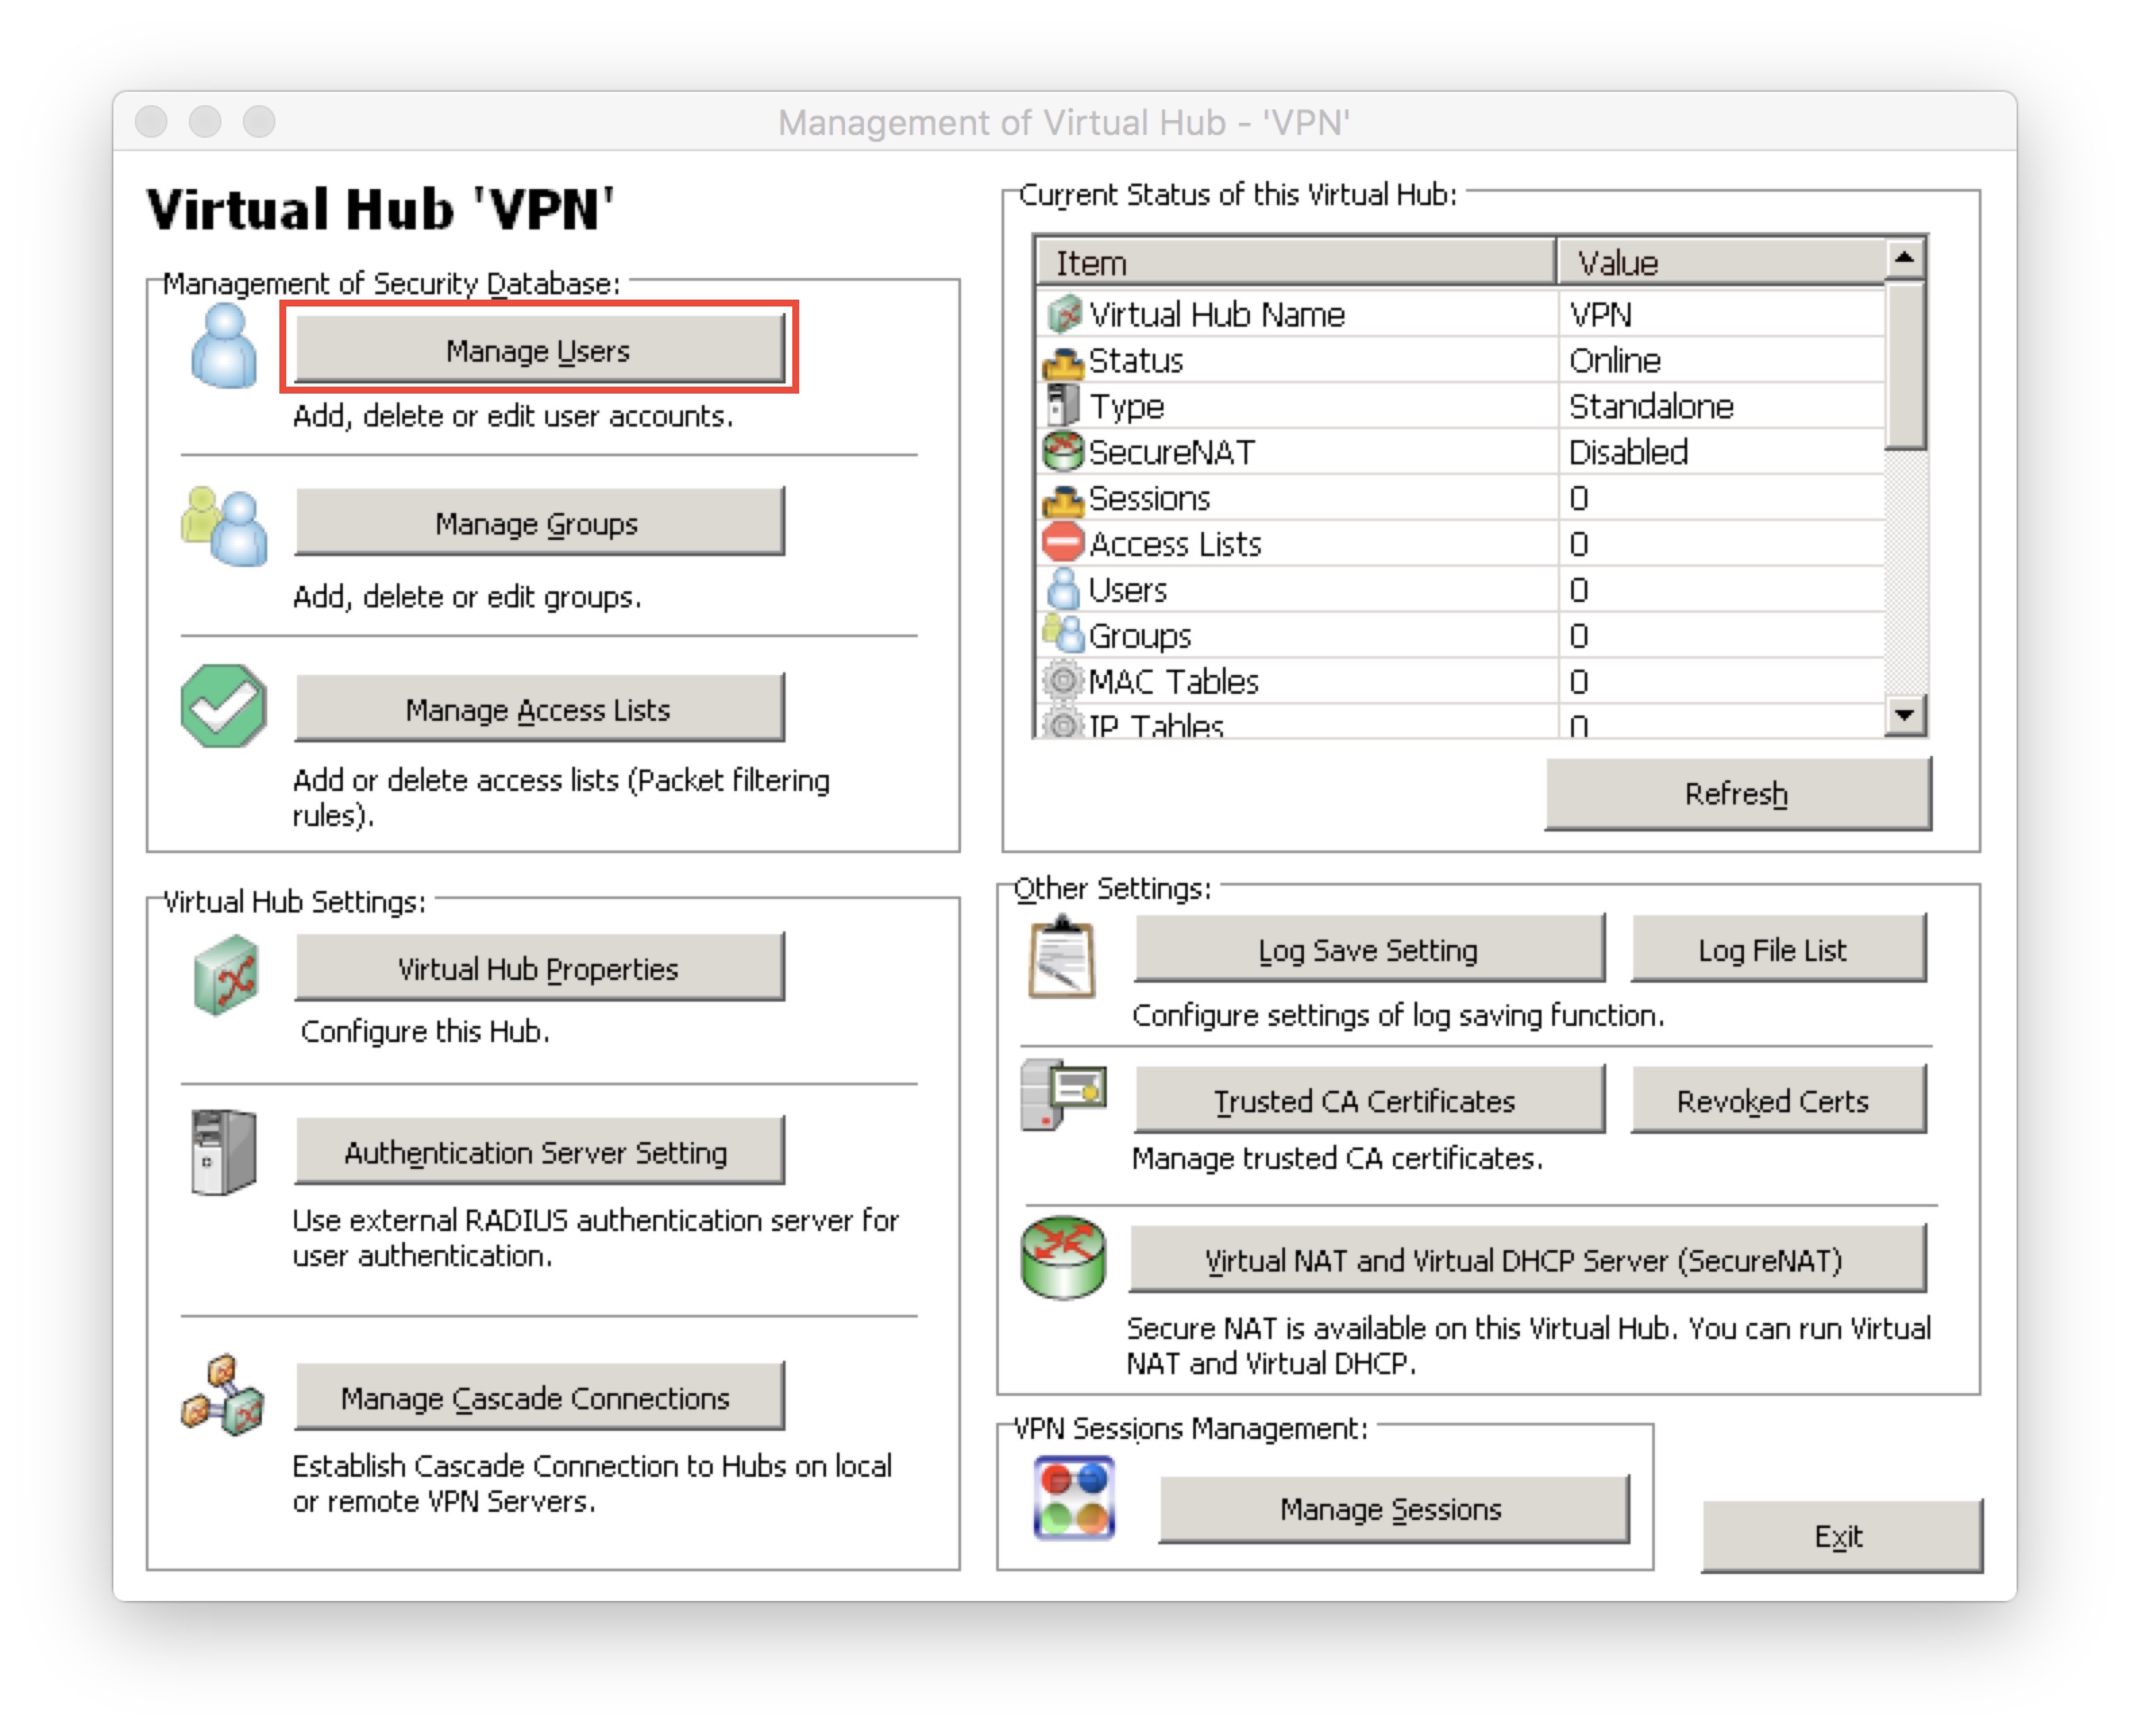 Management of Virtual Hub - 'VPN'
Virtual Hub 'VPN'
Management of Security Database:
Manage Users
Add, delete or edit user accounts.
Manage Groups
Add, delete or edit groups.
Manage Access Lists
Add or delete access lists (Packet filtering
rules).
Current Status of this Virtual Hub:
Item Value
Virtual Hub Name VPN
Status Online
Type Standalone
SecureNAT Disabled
Sessions 0
Access Lists 0
Users 0
Groups 0
MAC Tables 0
IP Tables 0
Refresh
Virtual Hub Settings:
Virtual Hub Properties
Configure this Hub.
Authentication Server Setting
Use external RADIUS authentication server for
user authentication.
Manage Cascade Connections
Establish Cascade Connection to Hubs on local
or remote VPN Servers.
Other Settings:
Log Save Setting Log File List
Configure settings of log saving function.
Trusted CA Certificates Revoked Certs
Manage trusted CA certificates.
Virtual NAT and Virtual DHCP Server (SecureNAT)
Secure NAT is available on this Virtual Hub. You can run Virtual
NAT and Virtual DHCP.
VPN Sessions Management:
Manage Sessions
Exit